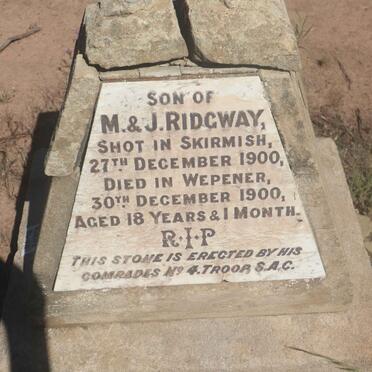 SON OF
M. & J. RIDGWAY,
SHOT IN SKIRMISH,
27TH DECEMBER 1900,
DIED IN WEPENER,
30TH DECEMBER 1900,
AGED 18 YEARS & 1 MONTH.
R·I·P
THIS STONE IS ERECTED BY HIS
COMRADES NO 4. TROOP, S.A.C.